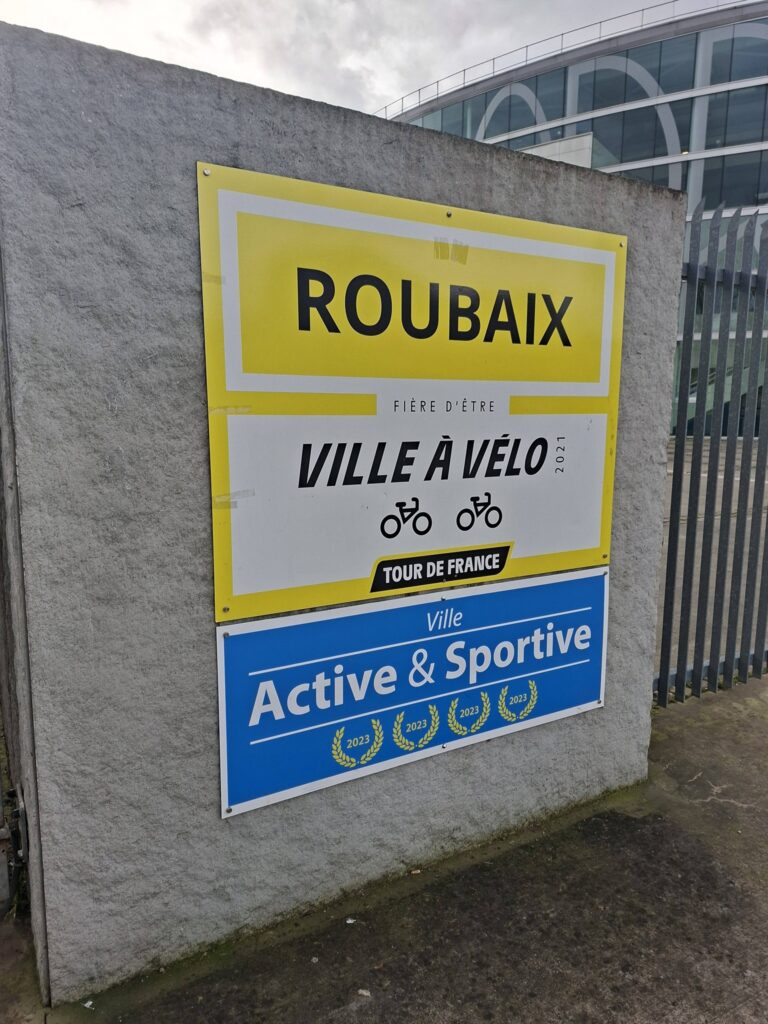 ROUBAIX
FIÈRE D'ÊTRE
VILLE À VÉLO 2021
TOUR DE FRANCE
Ville
Active & Sportive
2023 2023 2023 2023